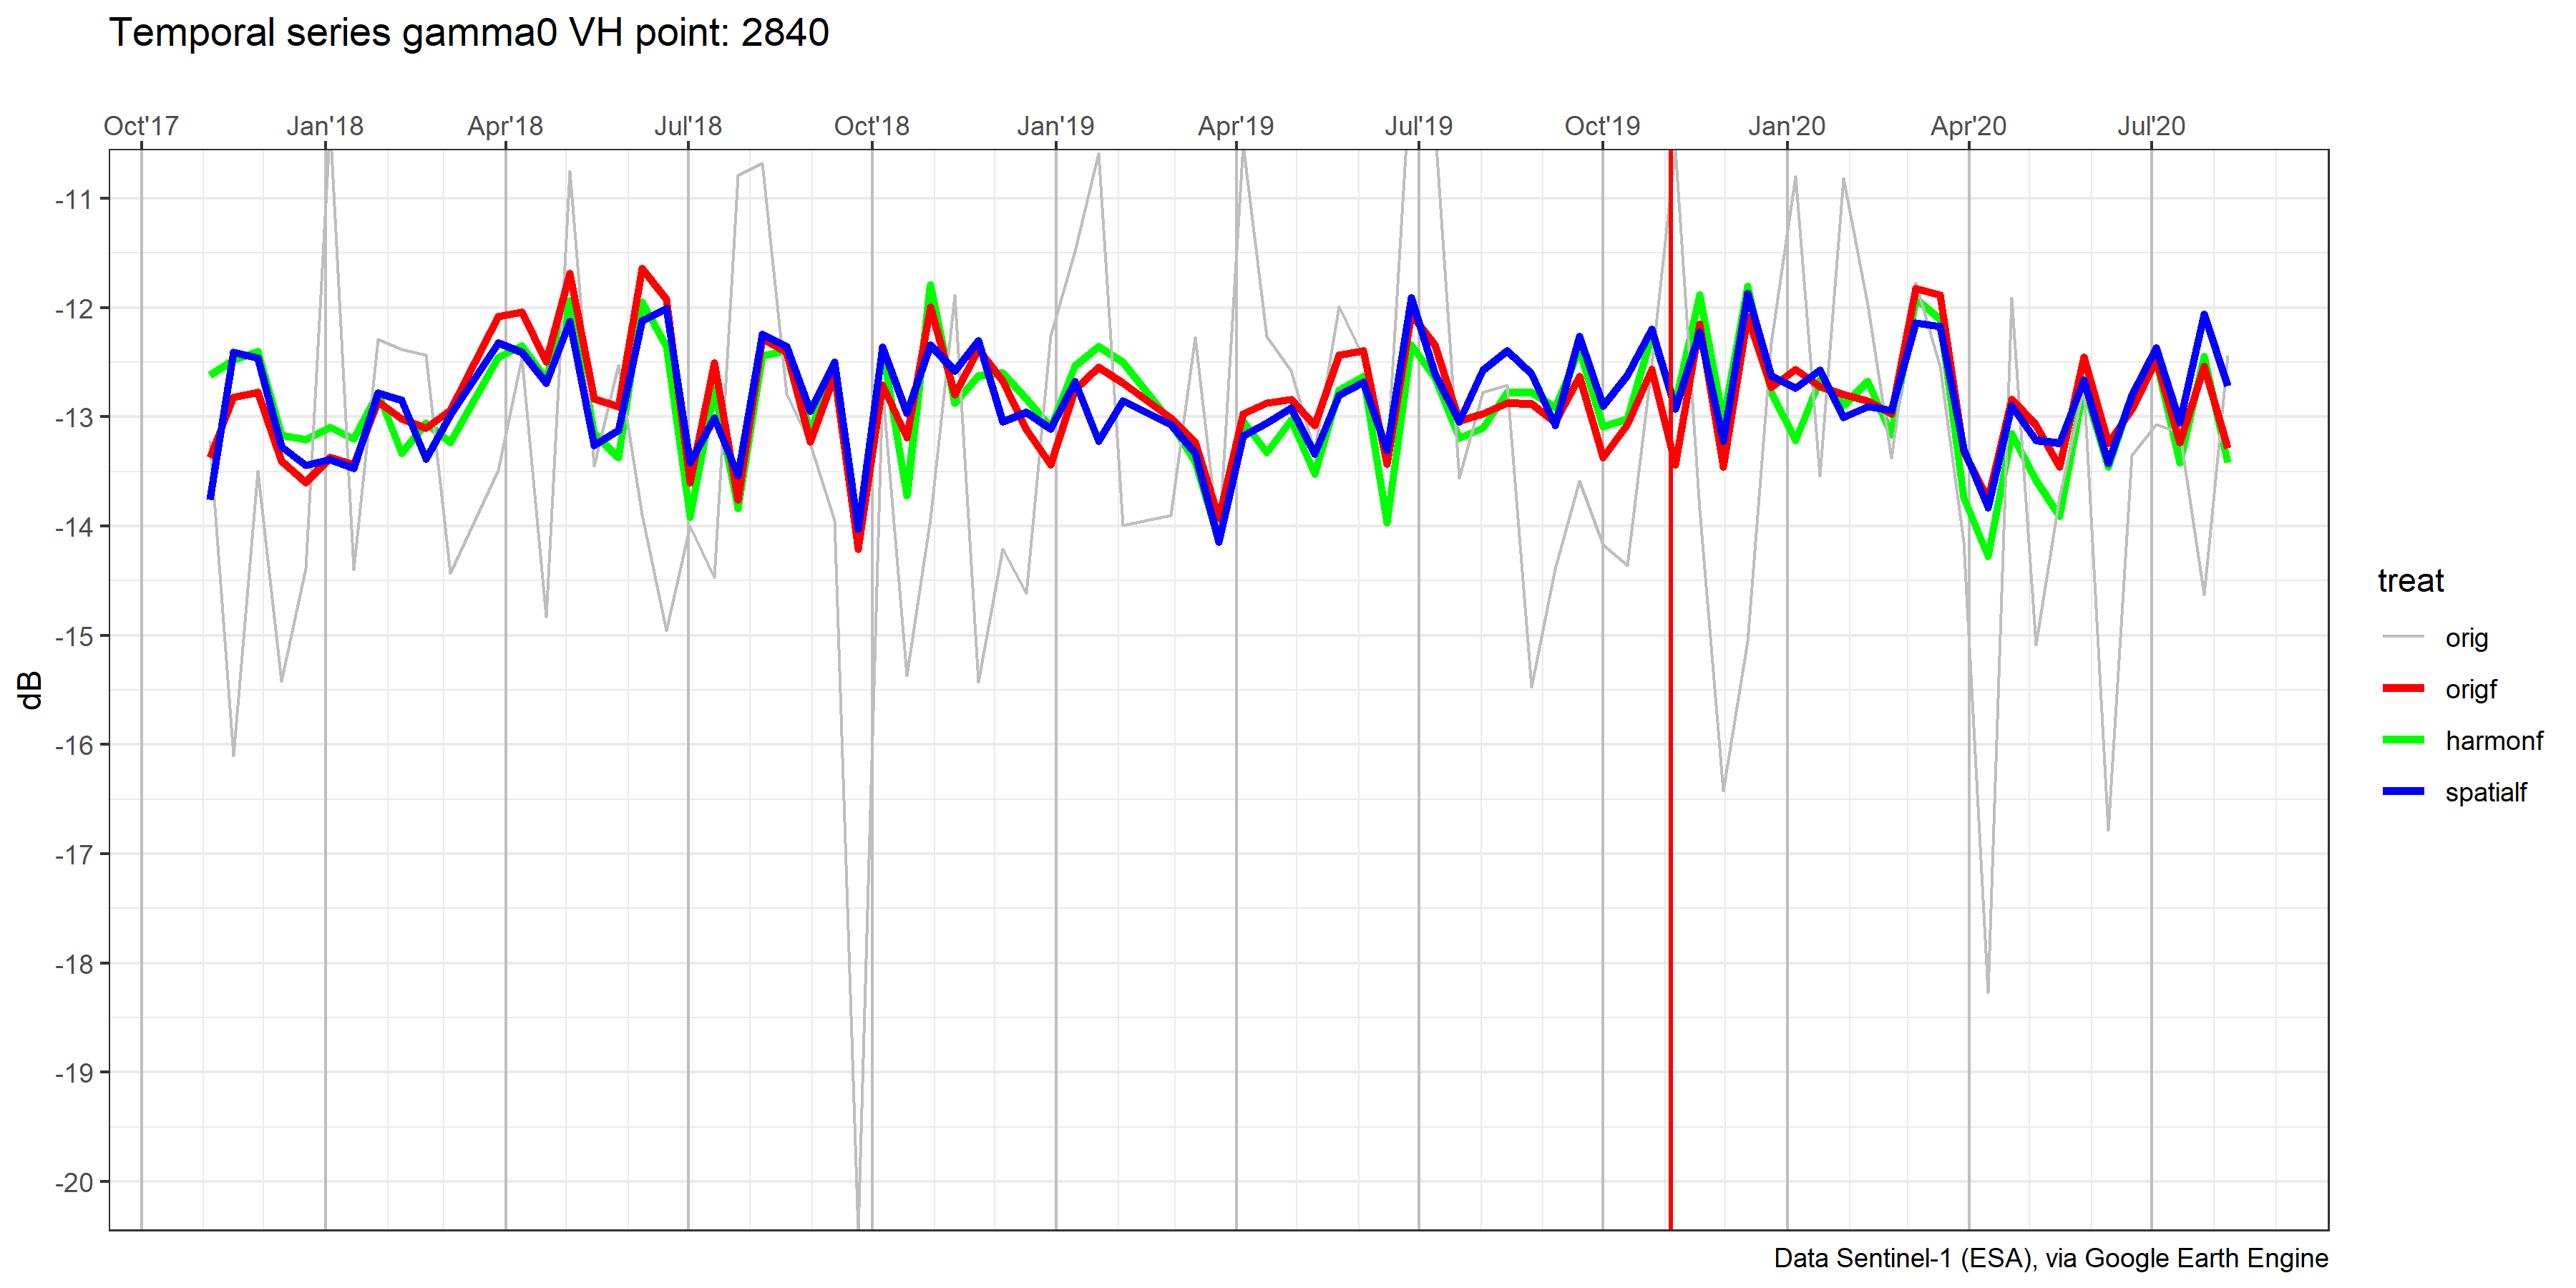 Temporal series gamma0 VH point: 2840
Oct'17 Jan'18 Apr'18 Jul'18 Oct'18 Jan'19 Apr'19 Jul'19 Oct'19 Jan'20 Apr'20 Jul'20
-11
-12
-13
-14
-15
-16
-17
-18
-19
-20
dB
treat
orig
origf
harmonf
spatialf
Data Sentinel-1 (ESA), via Google Earth Engine